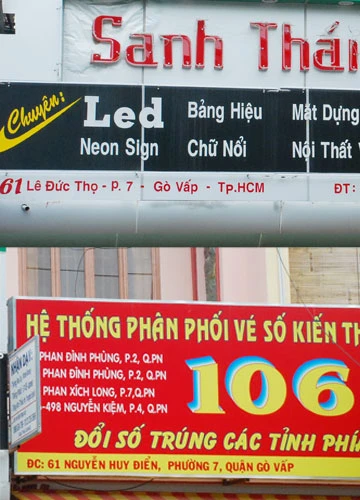 Sanh Thá
Chuyên:
Led Bảng Hiệu Mặt Dựng
Neon Sign Chữ Nổi Nội Thất
61 Lê Đức Thọ - P. 7 - Gò Vấp - Tp.HCM ĐT :
HỆ THỐNG PHÂN PHỐI VÉ SỐ KIẾN TH
PHAN ĐÌNH PHÙNG, P.2, Q.PN
PHAN ĐÌNH PHÙNG, P.2, Q.PN
PHAN XÍCH LONG, P.7,Q.PN
-498 NGUYỄN KIỆM, P.4, Q.PN
106
ĐỔI SỐ TRÚNG CÁC TỈNH PHÍA
ĐC: 61 NGUYỄN HUY ĐIỂN, PHƯỜNG 7, QUẬN GÒ VẤP